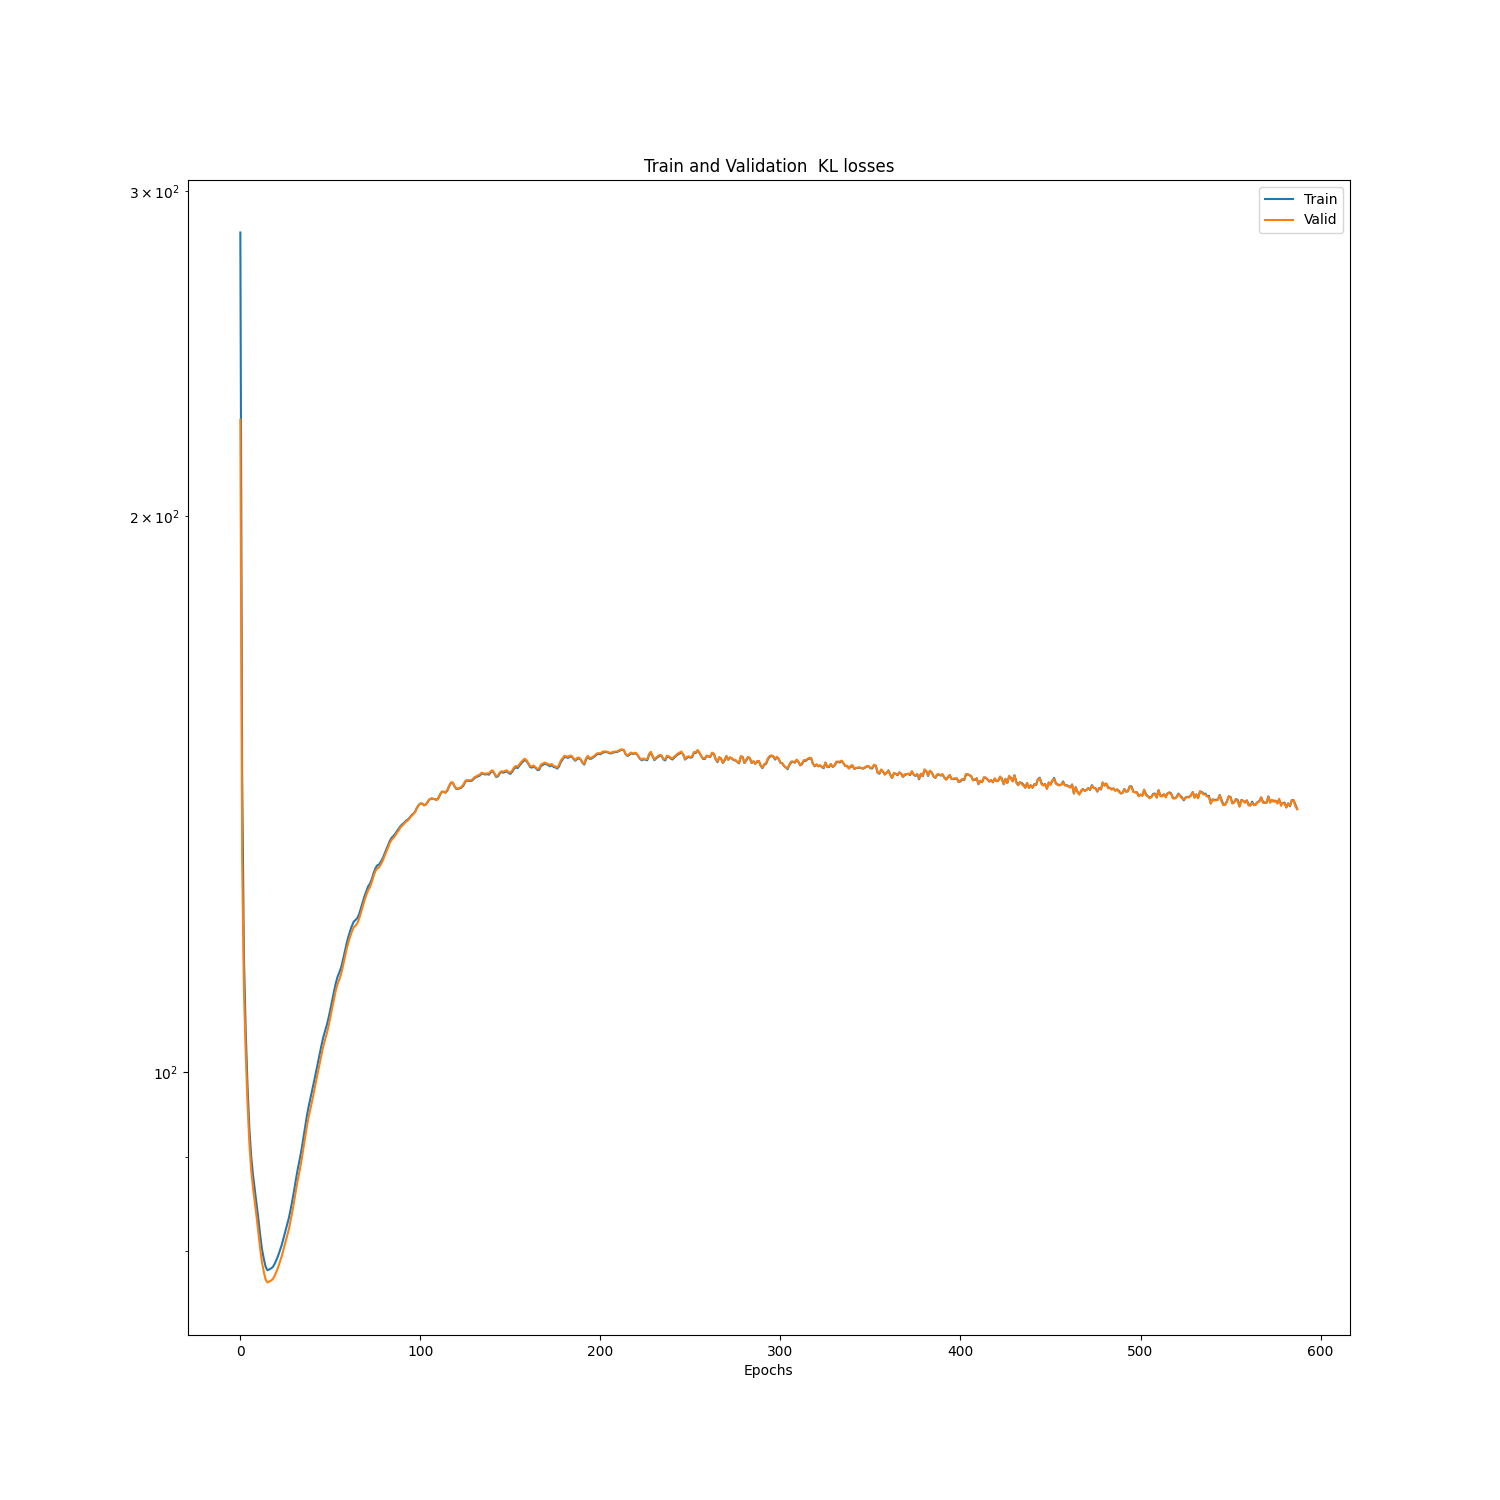 Train and Validation  KL losses
3 × 10²
Train
Valid
2 × 10²
10²
0 100 200 300 400 500 600
Epochs